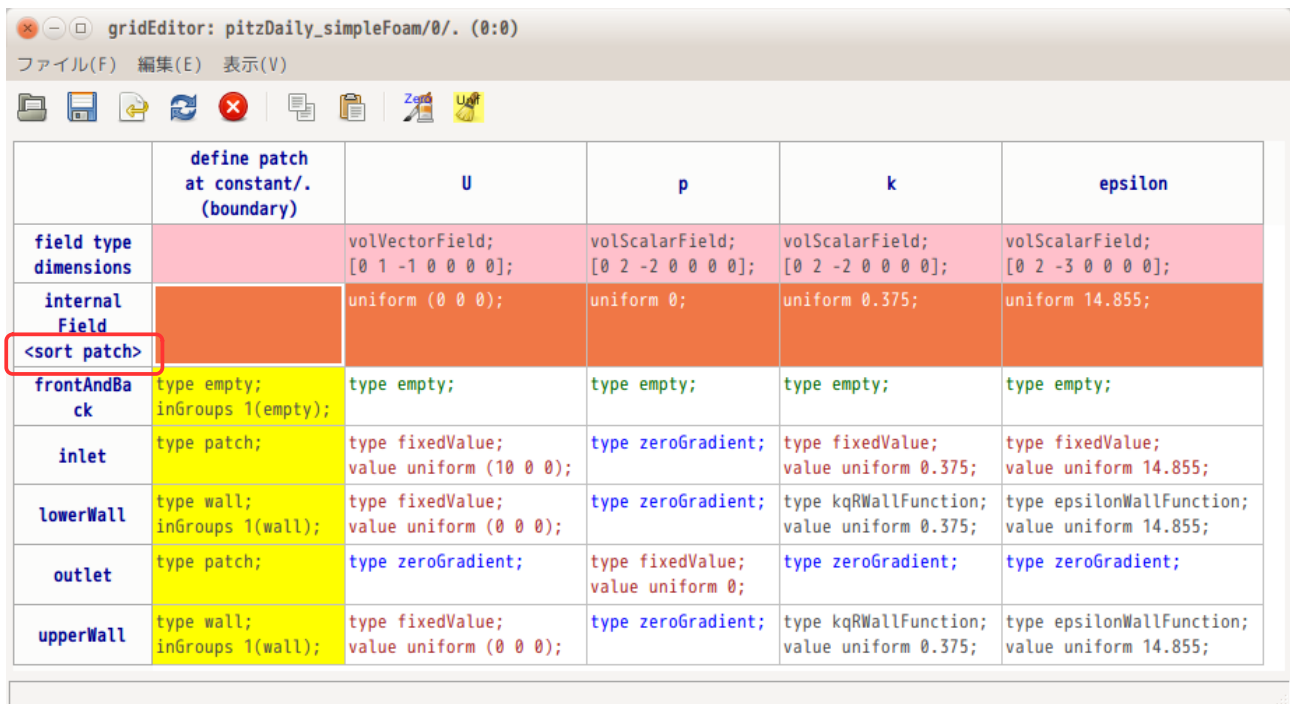 gridEditor: pitzDaily_simpleFoam/0/. (0:0)
ファイル(F) 編集(E) 表示(V)
Zero Unif
define patch
at constant/.
(boundary)
U
p
k
epsilon
field type
dimensions
volVectorField;
[0 1 -1 0 0 0 0];
volScalarField;
[0 2 -2 0 0 0 0];
volScalarField;
[0 2 -2 0 0 0 0];
volScalarField;
[0 2 -3 0 0 0 0];
internal
Field
<sort patch>
uniform (0 0 0);
uniform 0;
uniform 0.375;
uniform 14.855;
frontAndBa
ck
type empty;
inGroups 1(empty);
type empty;
type empty;
type empty;
type empty;
inlet
type patch;
type fixedValue;
value uniform (10 0 0);
type zeroGradient;
type fixedValue;
value uniform 0.375;
type fixedValue;
value uniform 14.855;
lowerWall
type wall;
inGroups 1(wall);
type fixedValue;
value uniform (0 0 0);
type zeroGradient;
type kqRWallFunction;
value uniform 0.375;
type epsilonWallFunction;
value uniform 14.855;
outlet
type patch;
type zeroGradient;
type fixedValue;
value uniform 0;
type zeroGradient;
type zeroGradient;
upperWall
type wall;
inGroups 1(wall);
type fixedValue;
value uniform (0 0 0);
type zeroGradient;
type kqRWallFunction;
value uniform 0.375;
type epsilonWallFunction;
value uniform 14.855;